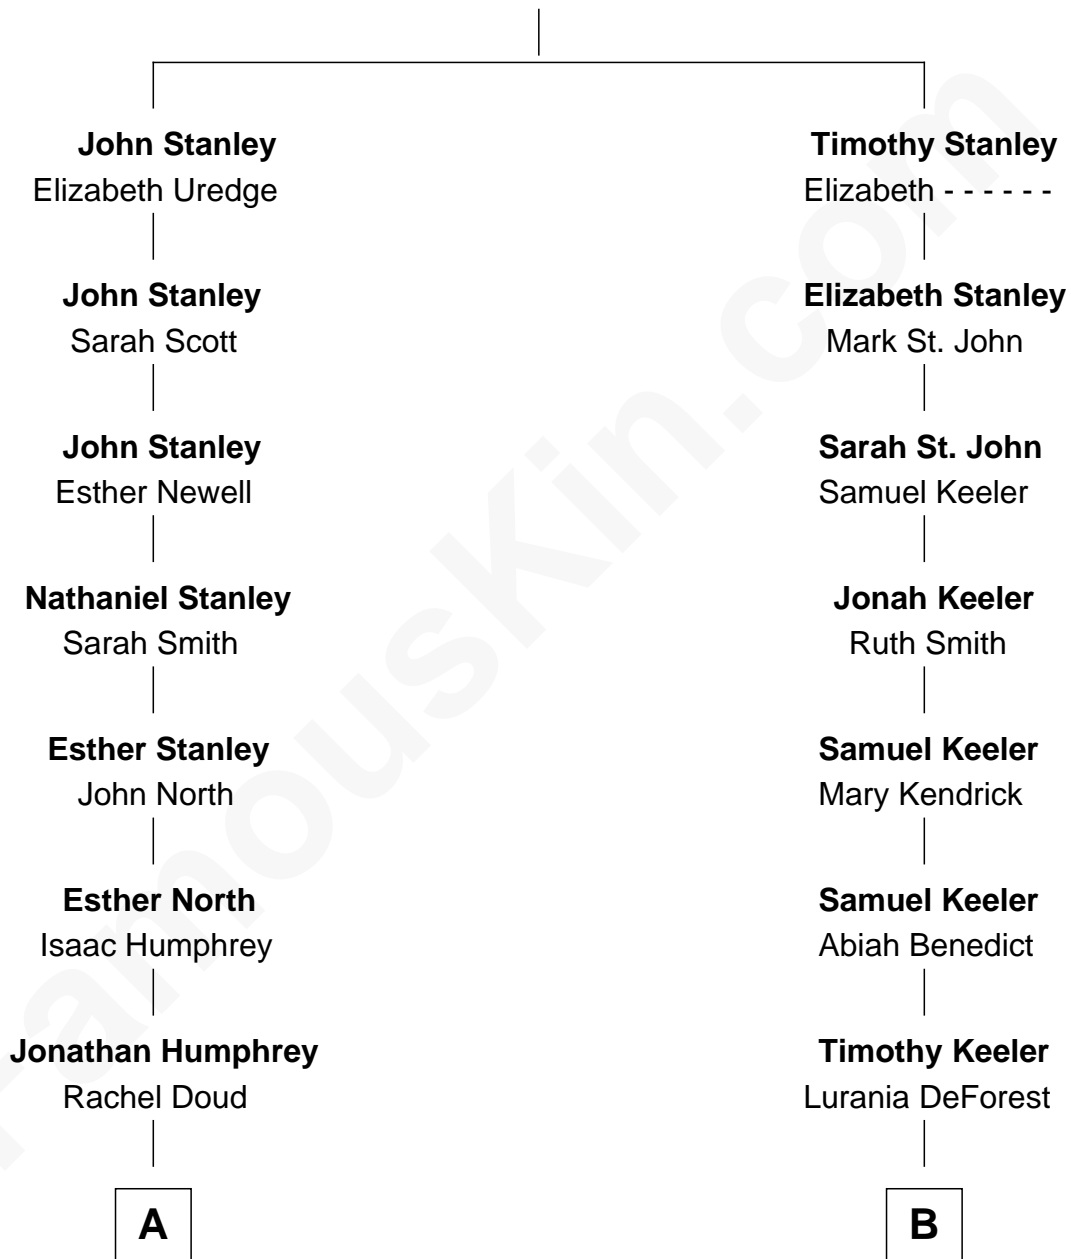 John Stanley
Elizabeth Uredge
John Stanley
Sarah Scott
John Stanley
Esther Newell
Nathaniel Stanley
Sarah Smith
Esther Stanley
John North
Esther North
Isaac Humphrey
Jonathan Humphrey
Rachel Doud
A
Timothy Stanley
Elizabeth - - - - - -
Elizabeth Stanley
Mark St. John
Sarah St. John
Samuel Keeler
Jonah Keeler
Ruth Smith
Samuel Keeler
Mary Kendrick
Samuel Keeler
Abiah Benedict
Timothy Keeler
Lurania DeForest
B
FamousKin.com